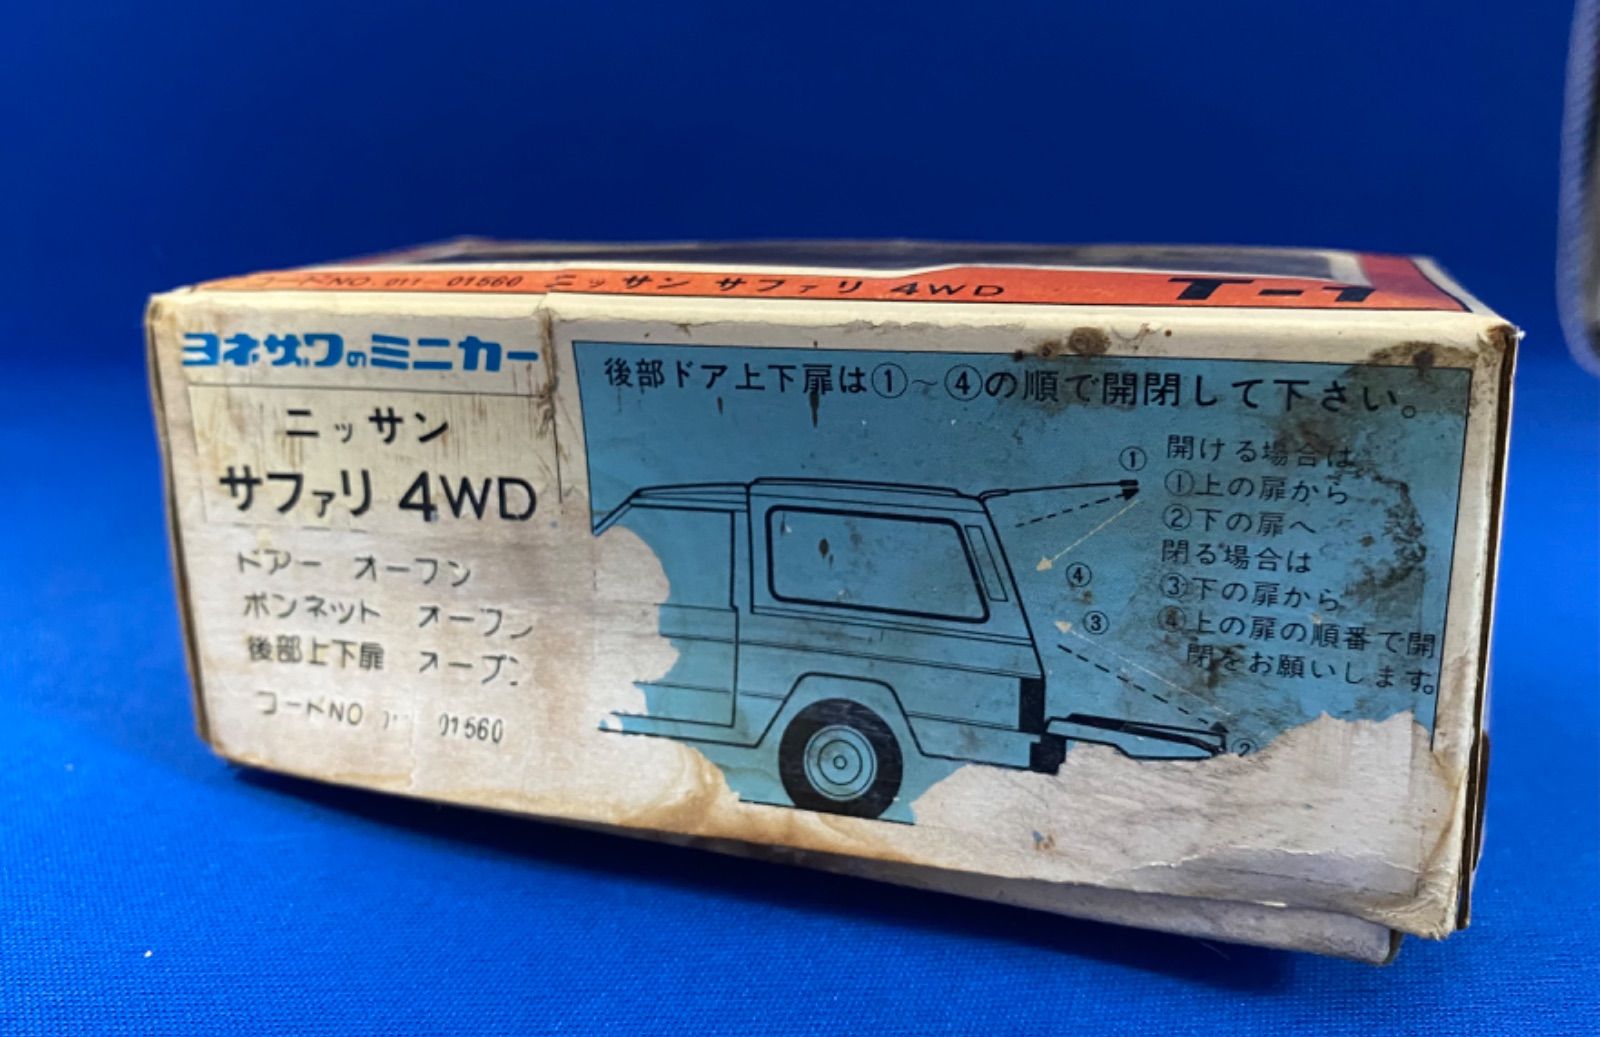 コードNO. 011 01560 ニッサン サファリ 4WD T-1
ヨネザワのミニカー
ニッサン
サファリ 4WD
ドアー オープン
ボンネット オープン
後部上下扉 オープン
コードNO 01560
後部ドア上下扉は①~④の順で開閉して下さい。
①
④
③
②
開ける場合は
①上の扉から
②下の扉へ
閉る場合は
③下の扉から
④上の扉の順番で開
閉をお願いします。